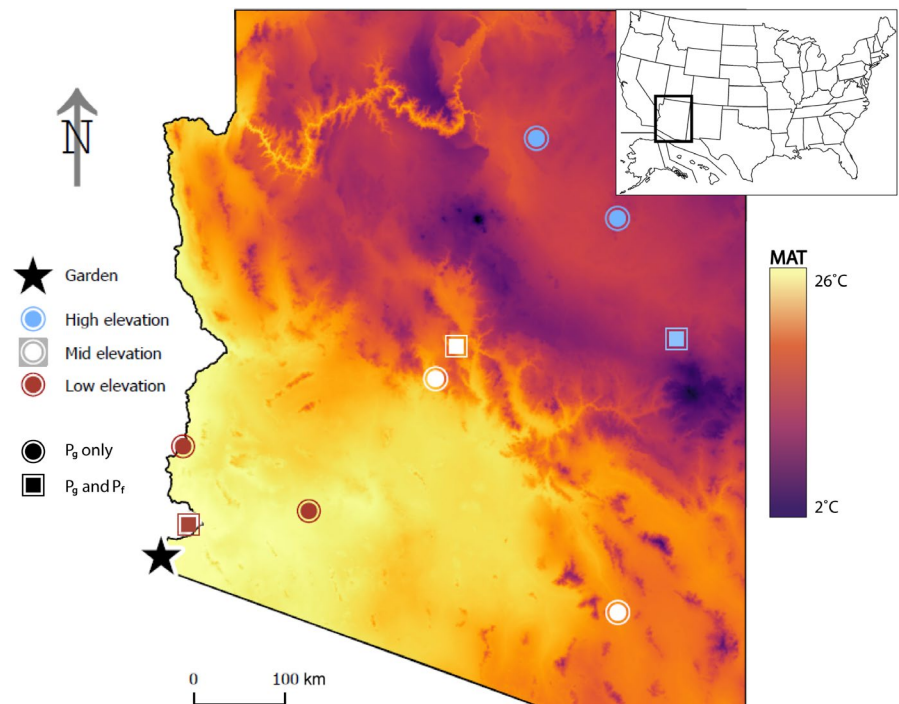 N
Garden
High elevation
Mid elevation
Low elevation
Pg only
Pg and Pf
MAT
26˚C
2˚C
0 100 km